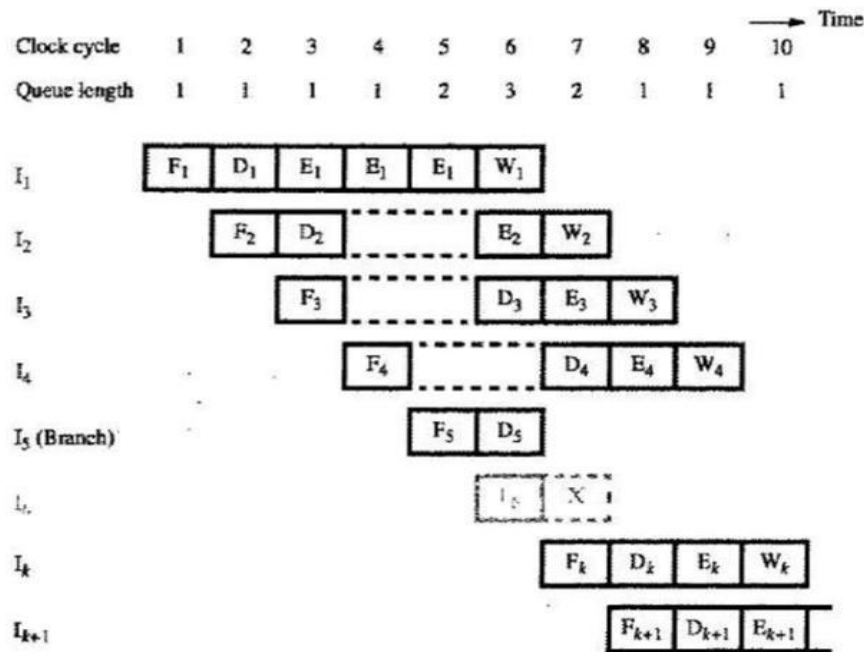 Time
Clock cycle 1 2 3 4 5 6 7 8 9 10
Queue length 1 1 1 1 2 3 2 1 1 1
I1 F1 D1 E1 E1 E1 W1
I2 F2 D2 E2 W2
I3 F3 D3 E3 W3
I4 F4 D4 E4 W4
I5 (Branch) F5 D5
X
Ik Fk Dk Ek Wk
Ik+1 Fk+1 Dk+1 Ek+1